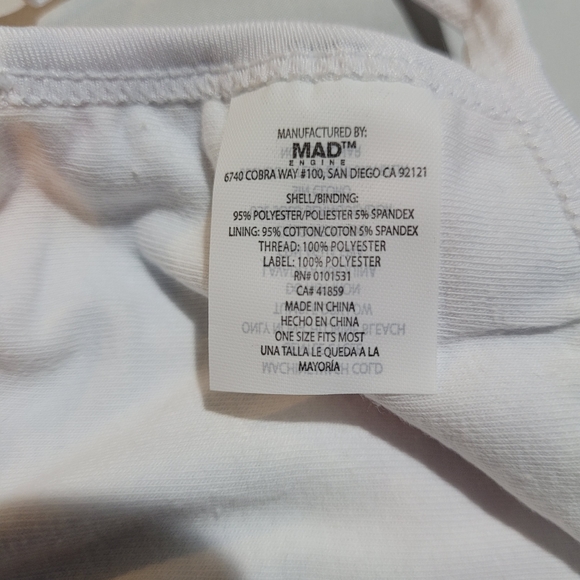 MANUFACTURED BY:
MAD™
ENGINE
6740 COBRA WAY #100, SAN DIEGO CA 92121
SHELL/BINDING:
95% POLYESTER/POLIESTER 5% SPANDEX
LINING: 95% COTTON/COTON 5% SPANDEX
THREAD: 100% POLYESTER
LABEL: 100% POLYESTER
RN# 0101531
CA# 41859
MADE IN CHINA
HECHO EN CHINA
ONE SIZE FITS MOST
UNA TALLA LE QUEDA A LA
MAYORÍA